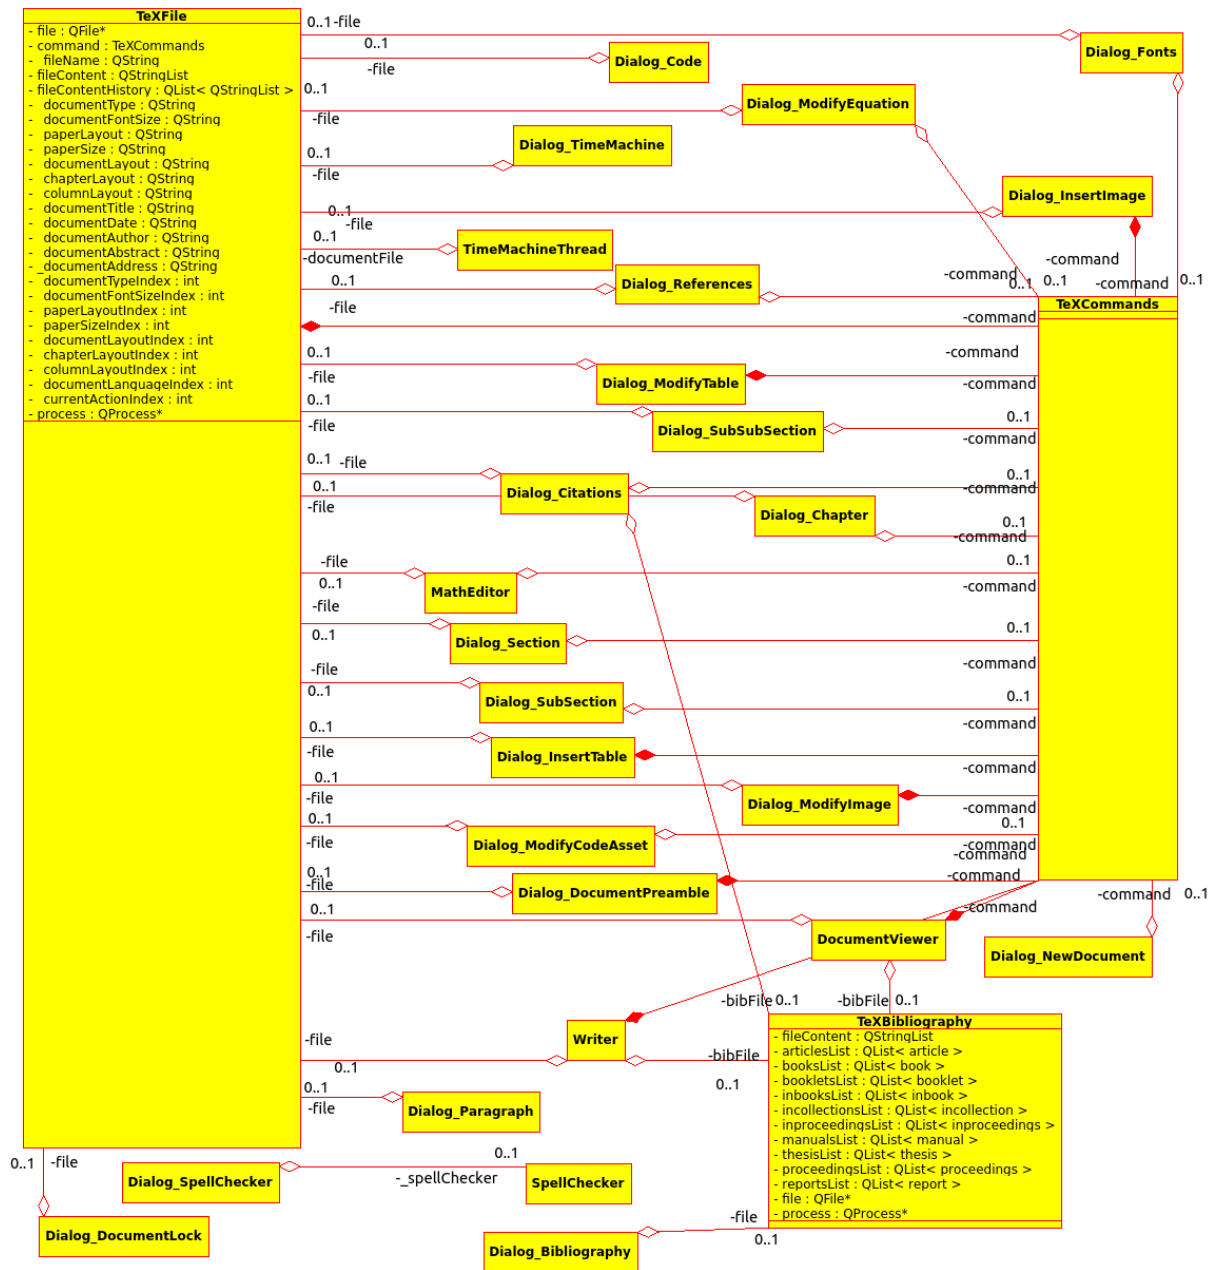 TeXFile
- file : QFile*
- command : TeXCommands
- fileName : QString
- fileContent : QStringList
- fileContentHistory : QList< QStringList >
- documentType : QString
- documentFontSize : QString
- paperLayout : QString
- paperSize : QString
- documentLayout : QString
- chapterLayout : QString
- columnLayout : QString
- documentTitle : QString
- documentDate : QString
- documentAuthor : QString
- documentAbstract : QString
- _documentAddress : QString
- documentTypeIndex : int
- documentFontSizeIndex : int
- paperLayoutIndex : int
- paperSizeIndex : int
- documentLayoutIndex : int
- chapterLayoutIndex : int
- columnLayoutIndex : int
- documentLanguageIndex : int
- currentActionIndex : int
- process : QProcess*
0..1 -file
Dialog_Fonts
0..1
-file
Dialog_Code
0..1
-file
Dialog_ModifyEquation
0..1
-file
Dialog_TimeMachine
0..1
-file
Dialog_InsertImage
0..1
-documentFile
TimeMachineThread
0..1
-file
Dialog_References
-command
-command
0..1
0..1
-command
0..1
TeXCommands
-command
0..1
-file
Dialog_ModifyTable
-command
-command
0..1
-file
Dialog_SubSubSection
0..1
-command
0..1
-file
Dialog_Citations
0..1
-command
0..1
-file
Dialog_Chapter
0..1
-command
-file
0..1
MathEditor
0..1
-command
-file
0..1
Dialog_Section
0..1
-command
-file
0..1
Dialog_SubSection
0..1
-command
0..1
-file
Dialog_InsertTable
-command
0..1
-file
Dialog_ModifyImage
-command
0..1
-file
Dialog_ModifyCodeAsset
0..1
-command
-command
0..1
-file
Dialog_DocumentPreamble
-command
0..1
-file
DocumentViewer
-command
-command
0..1
Dialog_NewDocument
-bibFile
0..1
-bibFile
0..1
-file
0..1
Writer
-bibFile
0..1
TeXBibliography
- fileContent : QStringList
- articlesList : QList< article >
- booksList : QList< book >
- bookletsList : QList< booklet >
- inbooksList : QList< inbook >
- incollectionsList : QList< incollection >
- inproceedingsList : QList< inproceedings >
- manualsList : QList< manual >
- thesisList : QList< thesis >
- proceedingsList : QList< proceedings >
- reportsList : QList< report >
- file : QFile*
- process : QProcess*
0..1
-file
Dialog_Paragraph
0..1
-file
Dialog_SpellChecker
0..1
-_spellChecker
SpellChecker
Dialog_DocumentLock
-file
0..1
Dialog_Bibliography